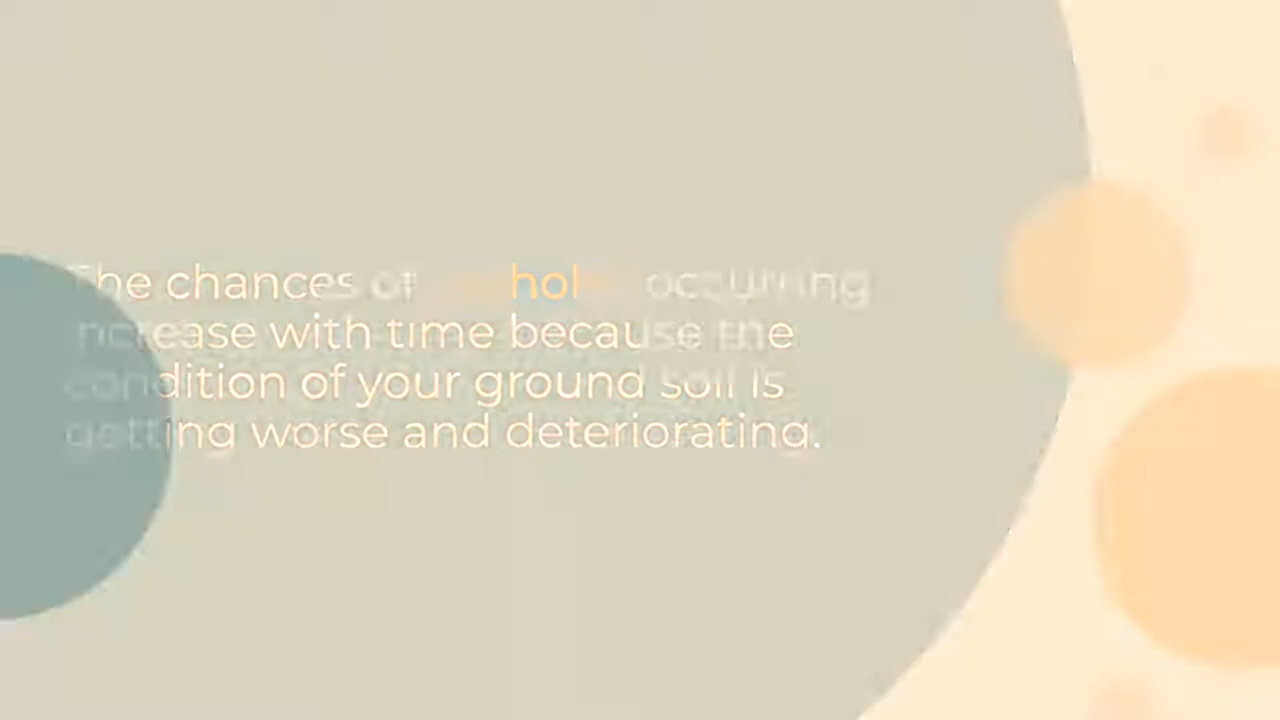 The chances of occurring
increase with time because the
condition of your ground soil is
getting worse and deteriorating.